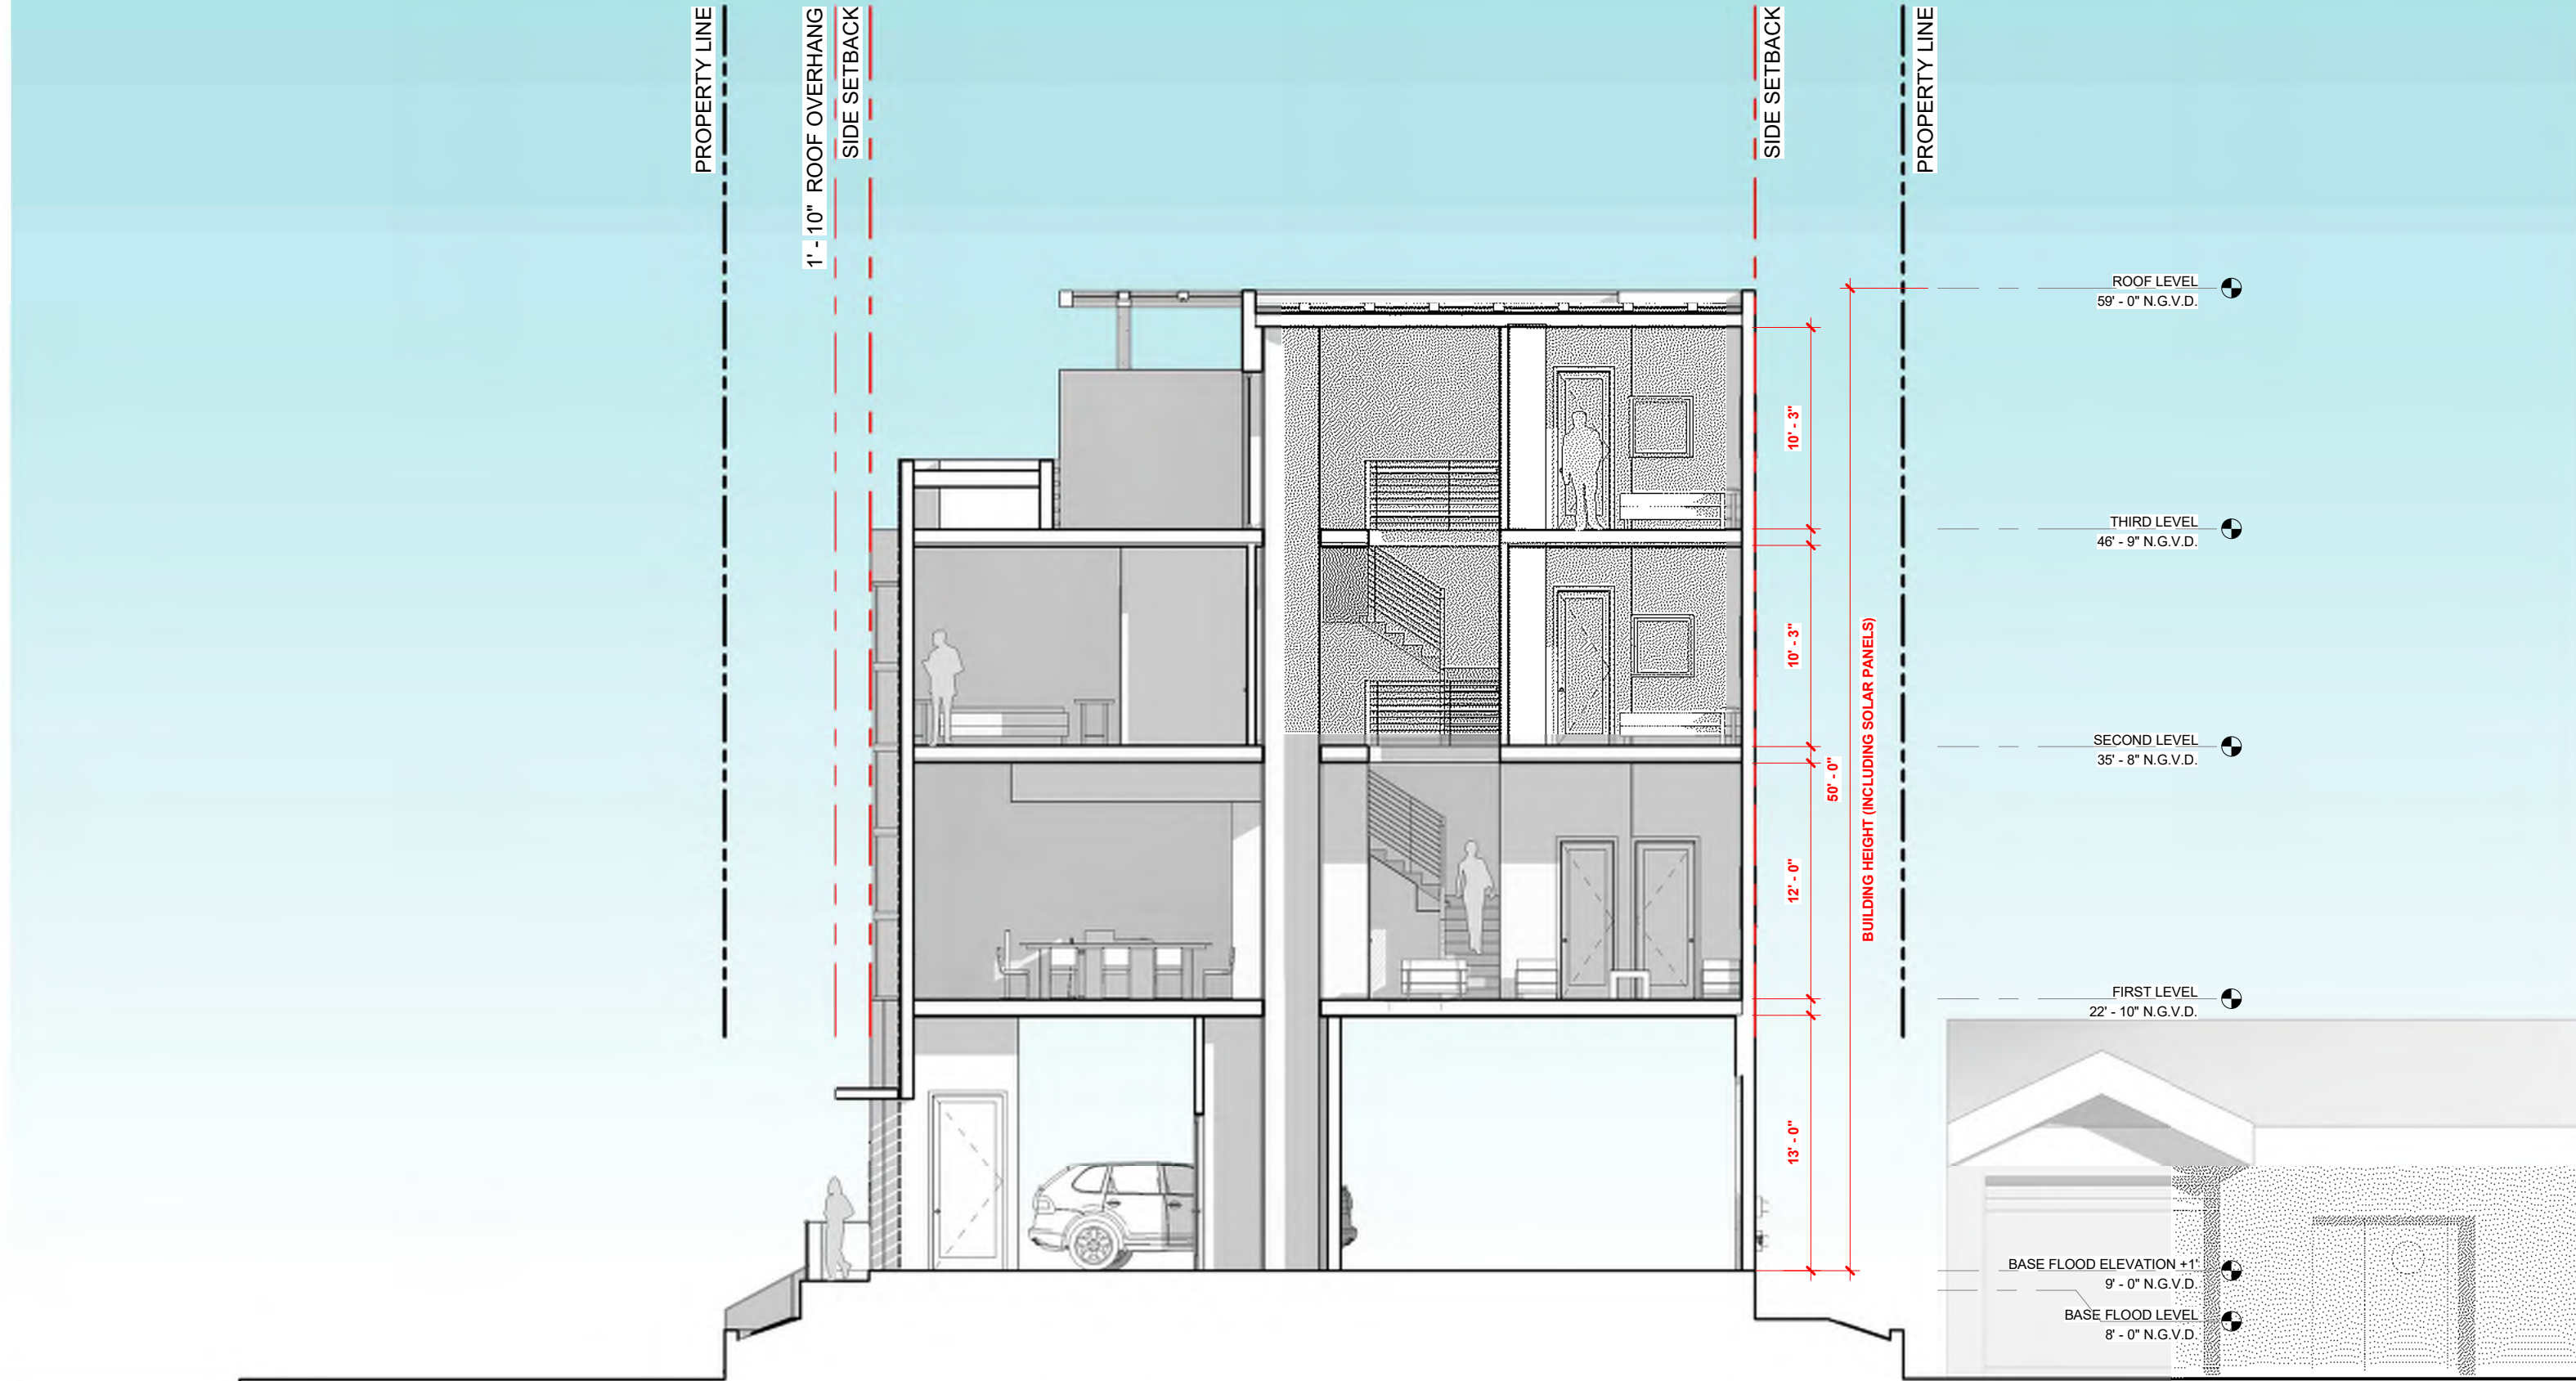 PROPERTY LINE
1' - 10" ROOF OVERHANG
SIDE SETBACK
SIDE SETBACK
PROPERTY LINE
ROOF LEVEL
59' - 0" N.G.V.D.
10' - 3"
THIRD LEVEL
46' - 9" N.G.V.D.
10' - 3"
BUILDING HEIGHT (INCLUDING SOLAR PANELS)
50' - 0"
SECOND LEVEL
35' - 8" N.G.V.D.
12' - 0"
FIRST LEVEL
22' - 10" N.G.V.D.
13' - 0"
BASE FLOOD ELEVATION +1'
9' - 0" N.G.V.D.
BASE FLOOD LEVEL
8' - 0" N.G.V.D.